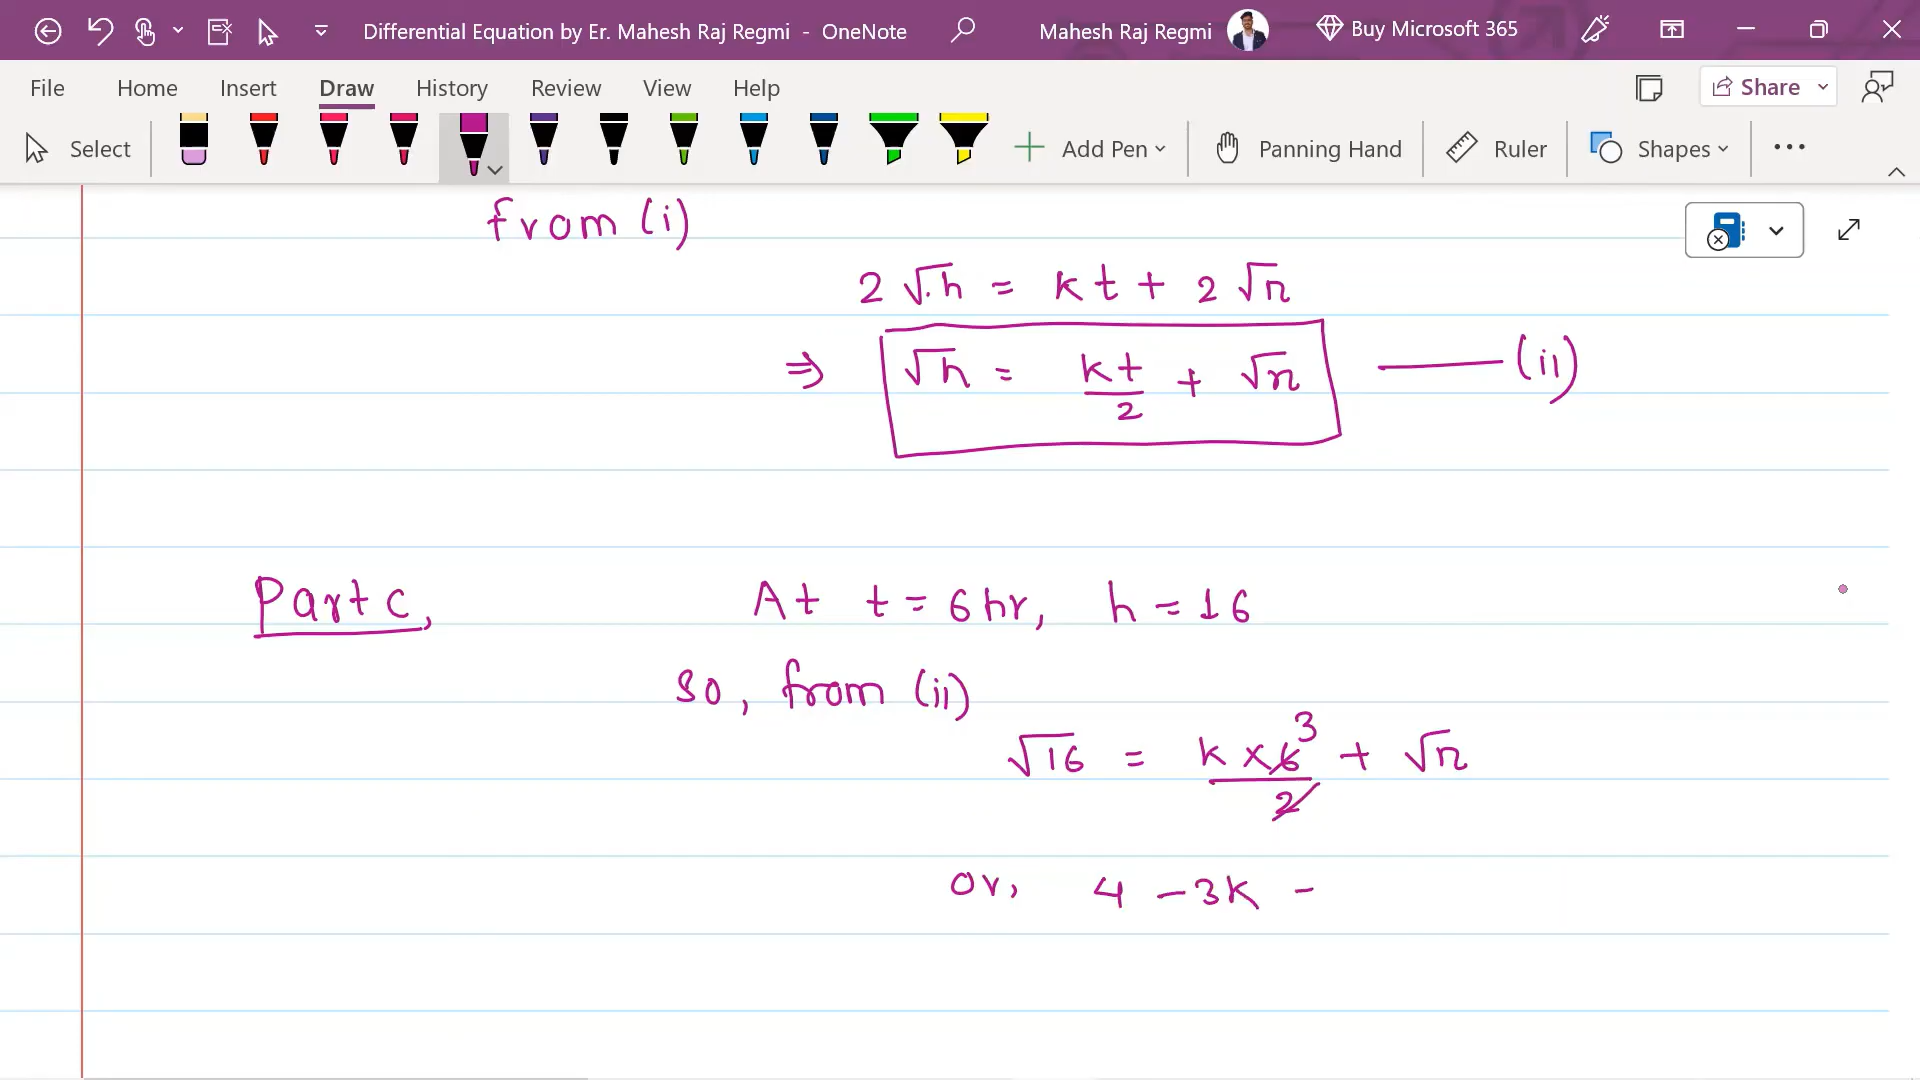 Differential Equation by Er. Mahesh Raj Regmi - OneNote
Mahesh Raj Regmi
Buy Microsoft 365
File Home Insert Draw History Review View Help
Share
Select
Add Pen
Panning Hand
Ruler
Shapes
from (i)
2 √h = kt + 2 √n
⇒ √h = kt/2 + √n —— (ii)
Part c, At t = 6 hr, h = 16
So, from (ii)
√16 = k × 6/2 + √n
3
or, 4 - 3k -